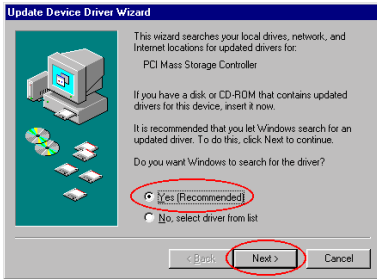 Update Device Driver Wizard
This wizard searches your local drives, network, and
Internet locations for updated drivers for:
PCI Mass Storage Controller
If you have a disk or CD-ROM that contains updated
drivers for this device, insert it now.
It is recommended that you let Windows search for an
updated driver. To do this, click Next to continue.
Do you want Windows to search for the driver?
Yes (Recommended)
No, select driver from list
< Back
Next >
Cancel